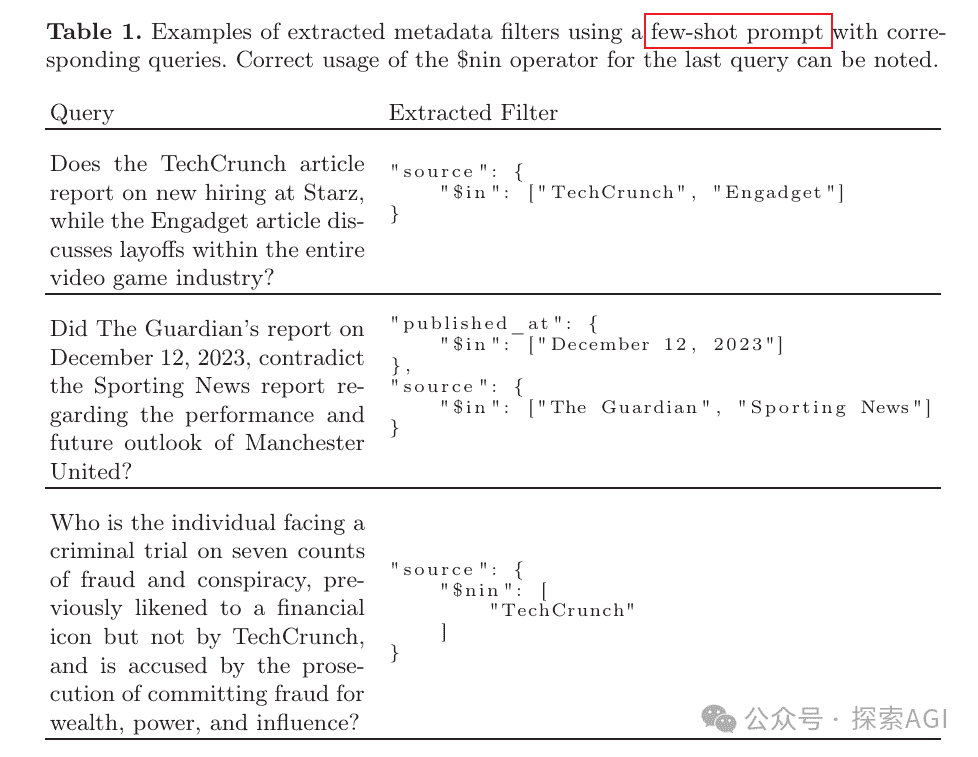 Table 1. Examples of extracted metadata filters using a few-shot prompt with corre-
sponding queries. Correct usage of the $nin operator for the last query can be noted.
Query Extracted Filter
Does the TechCrunch article
report on new hiring at Starz,
while the Engadget article dis-
cusses layoffs within the entire
video game industry?
"source": {
"$in": ["TechCrunch", "Engadget"]
}
Did The Guardian's report on
December 12, 2023, contradict
the Sporting News report re-
garding the performance and
future outlook of Manchester
United?
"published_at": {
"$in": ["December 12, 2023"]
},
"source": {
"$in": ["The Guardian", "Sporting News"]
}
Who is the individual facing a
criminal trial on seven counts
of fraud and conspiracy, pre-
viously likened to a financial
icon but not by TechCrunch,
and is accused by the prose-
cution of committing fraud for
wealth, power, and influence?
"source": {
"$nin": [
"TechCrunch"
]
}
公众号 · 探索AGI